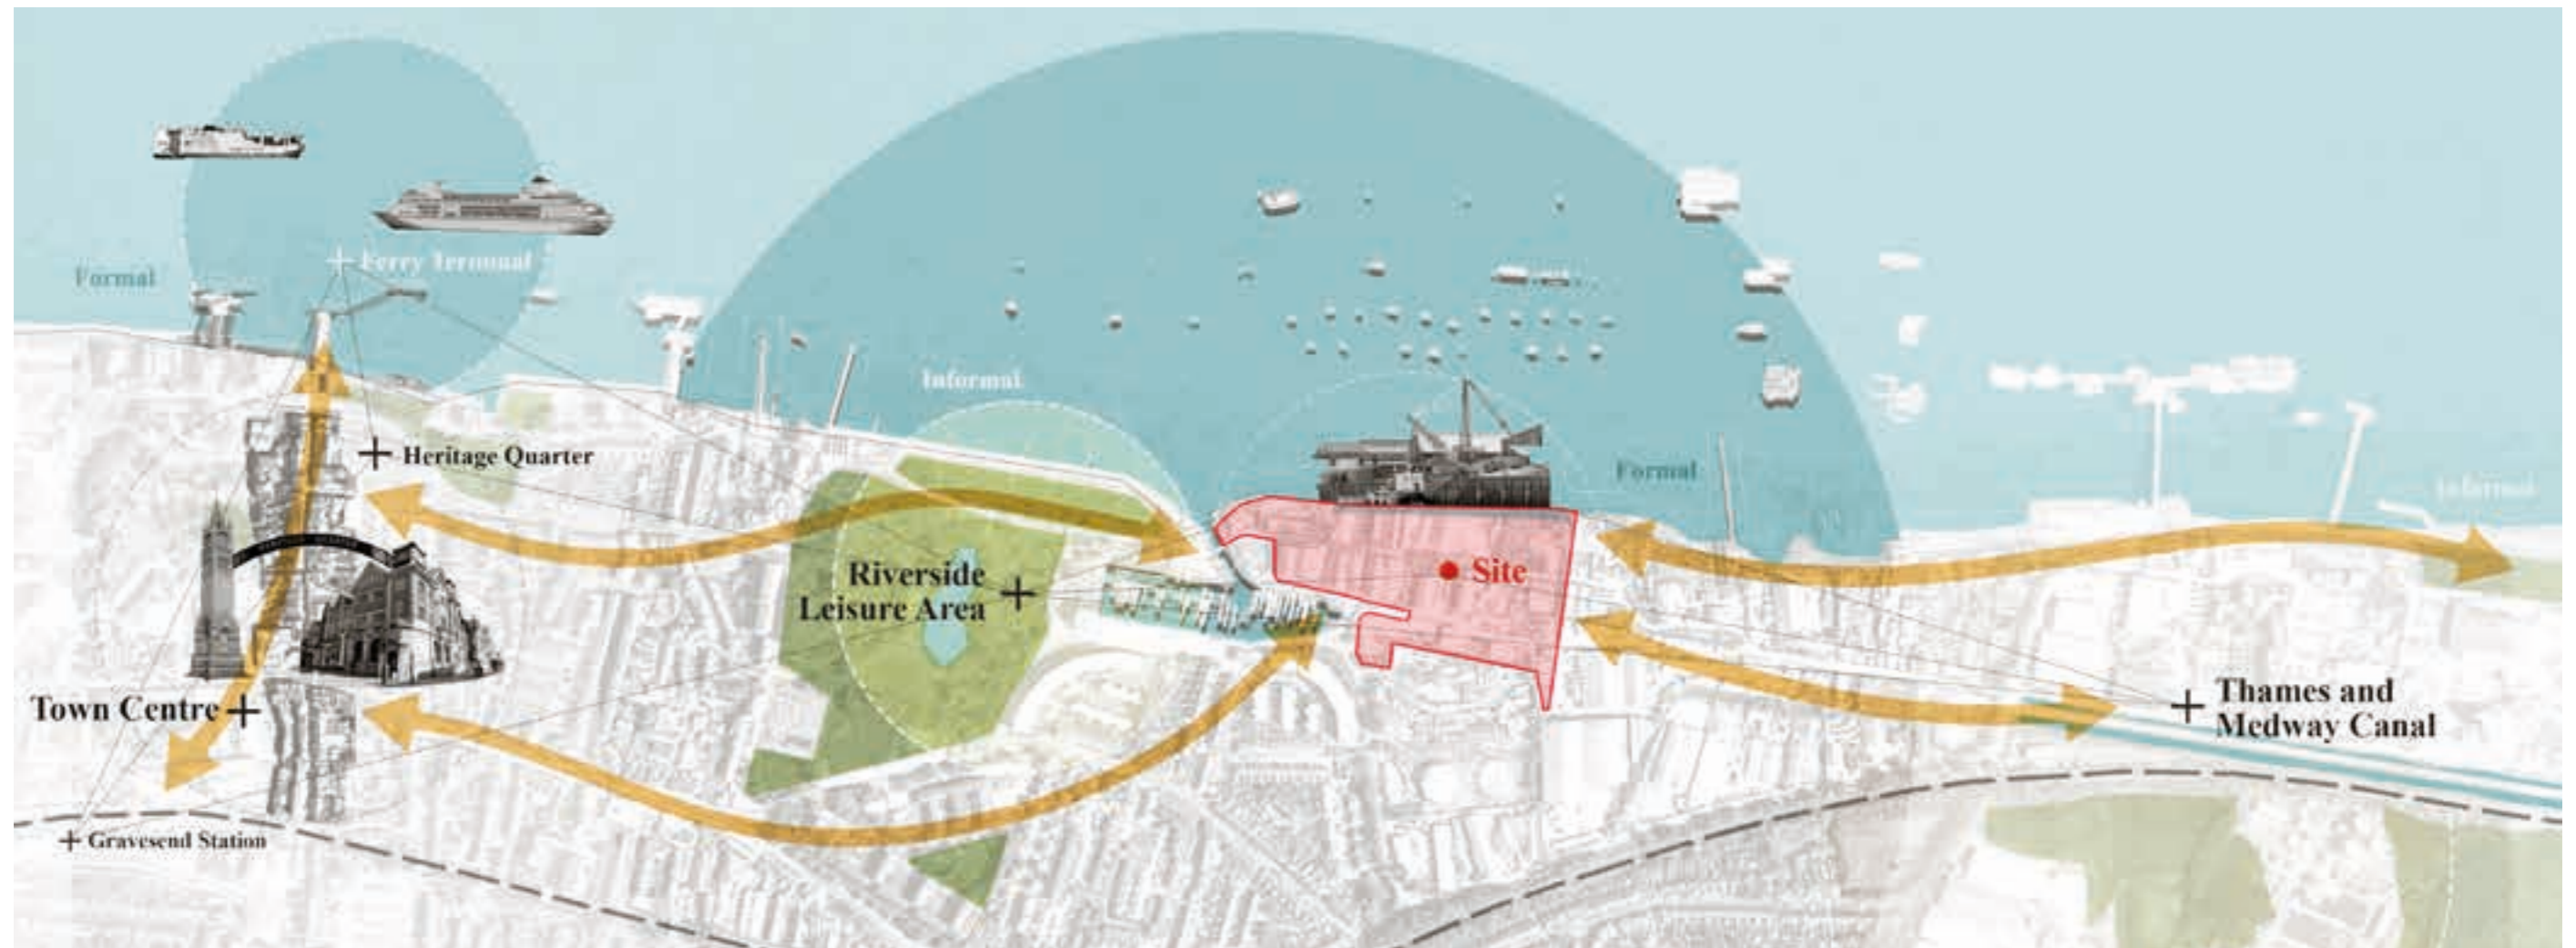 Ferry Terminal
Formal
Informal
Heritage Quarter
Formal
Informal
Site
Riverside
Leisure Area
Town Centre
Thames and
Medway Canal
Gravesend Station